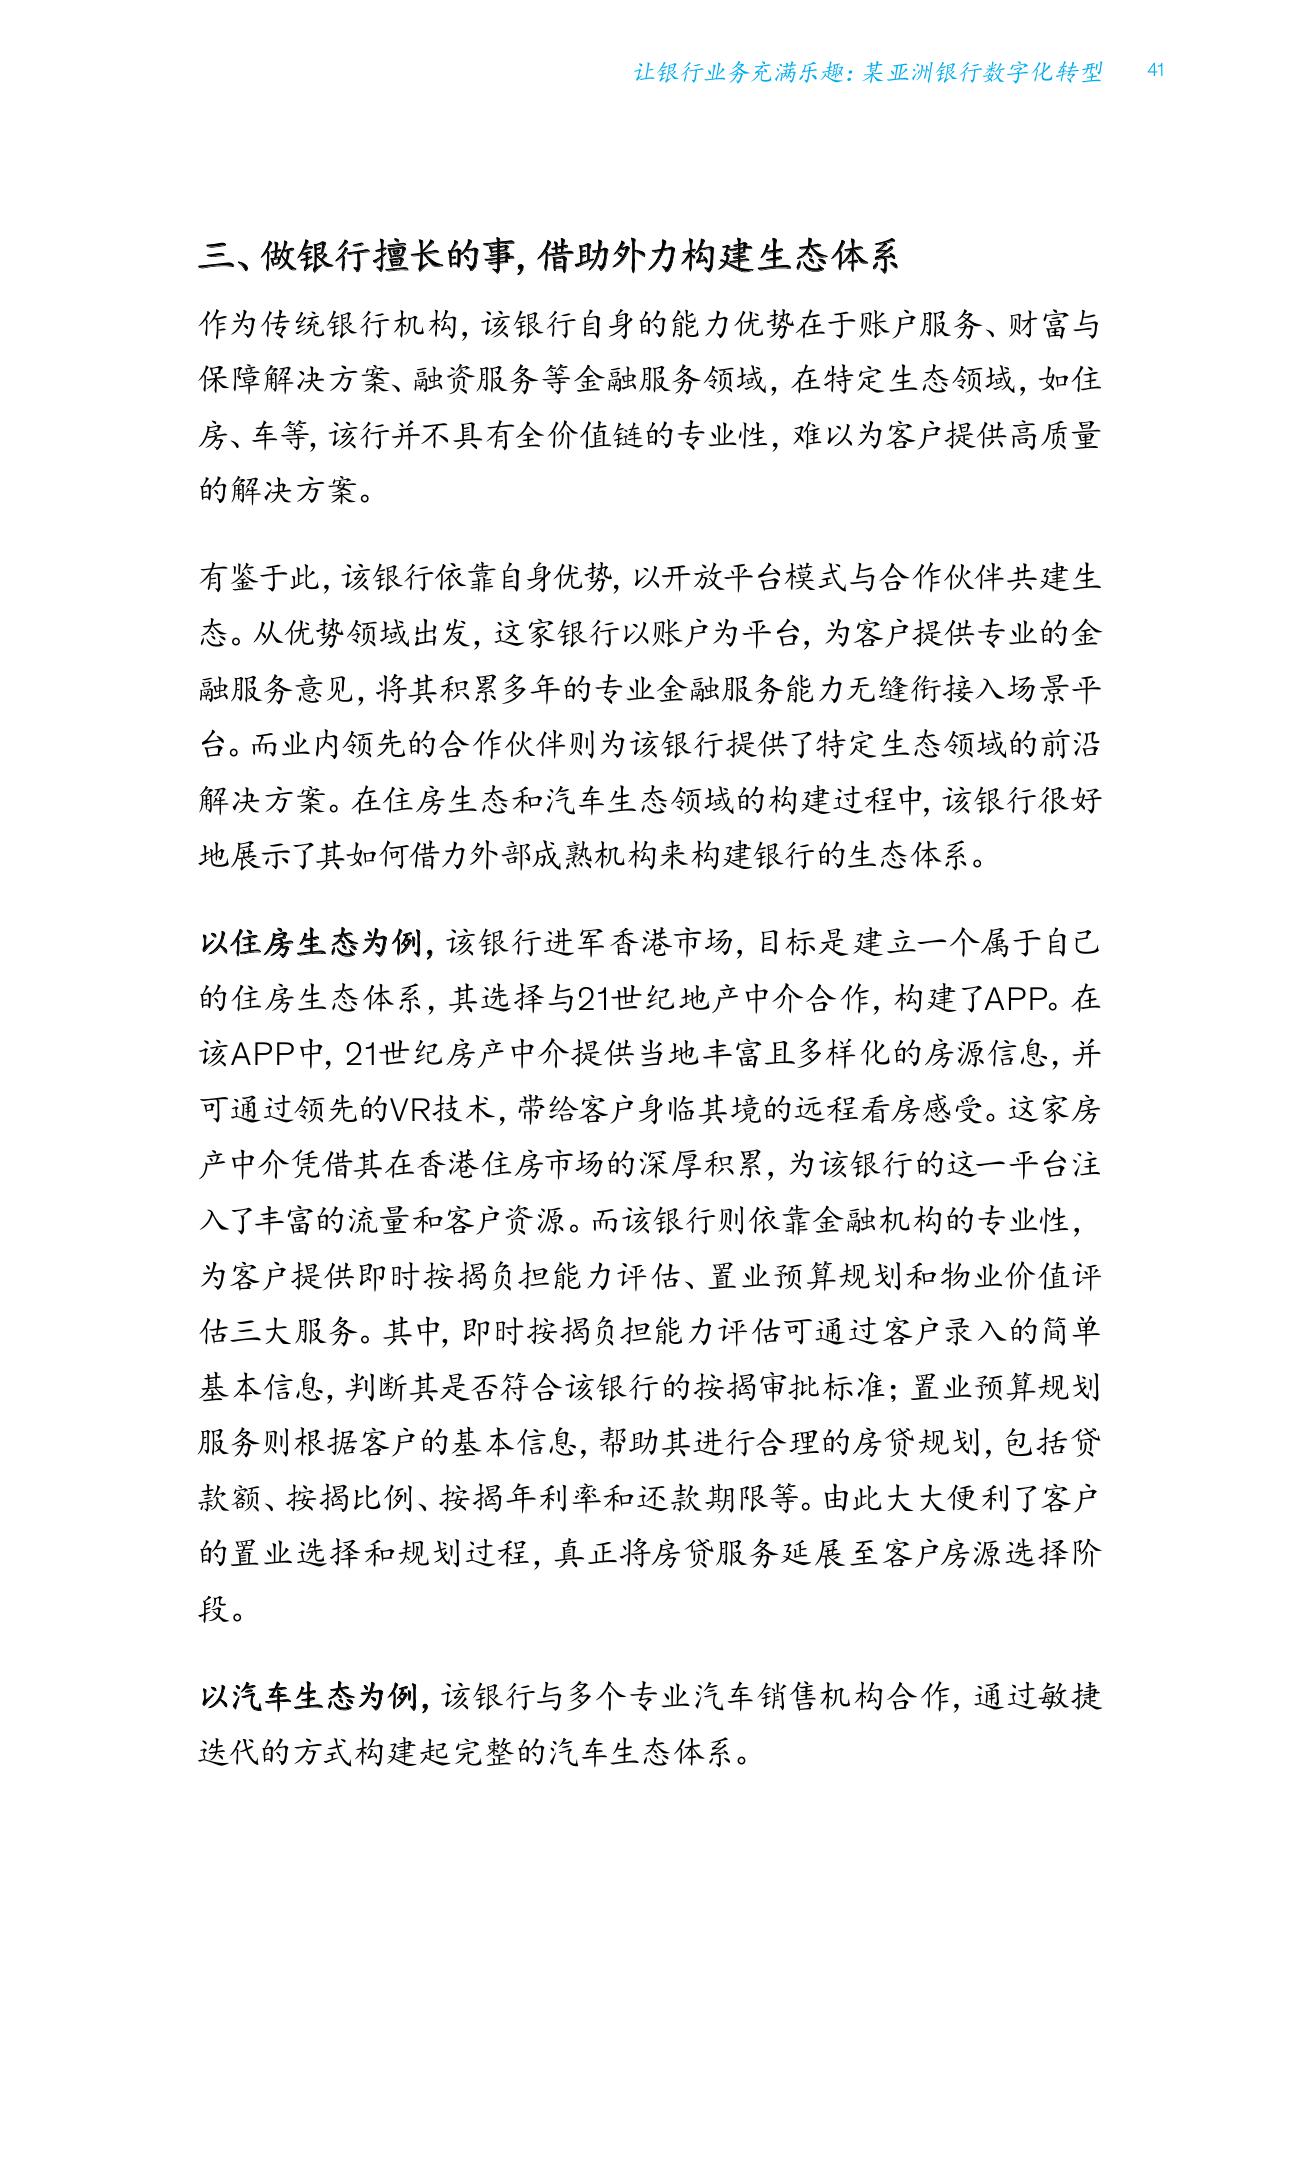 让银行业务充满乐趣：某亚洲银行数字化转型 41
三、做银行擅长的事，借助外力构建生态体系
作为传统银行机构，该银行自身的能力优势在于账户服务、财富与
保障解决方案、融资服务等金融服务领域，在特定生态领域，如住
房、车等，该行并不具有全价值链的专业性，难以为客户提供高质量
的解决方案。
有鉴于此，该银行依靠自身优势，以开放平台模式与合作伙伴共建生
态。从优势领域出发，这家银行以账户为平台，为客户提供专业的金
融服务意见，将其积累多年的专业金融服务能力无缝衔接入场景平
台。而业内领先的合作伙伴则为该银行提供了特定生态领域的前沿
解决方案。在住房生态和汽车生态领域的构建过程中，该银行很好
地展示了其如何借力外部成熟机构来构建银行的生态体系。
以住房生态为例，该银行进军香港市场，目标是建立一个属于自己
的住房生态体系，其选择与21世纪地产中介合作，构建了APP。在
该APP中，21世纪房产中介提供当地丰富且多样化的房源信息，并
可通过领先的VR技术，带给客户身临其境的远程看房感受。这家房
产中介凭借其在香港住房市场的深厚积累，为该银行的这一平台注
入了丰富的流量和客户资源。而该银行则依靠金融机构的专业性，
为客户提供即时按揭负担能力评估、置业预算规划和物业价值评
估三大服务。其中，即时按揭负担能力评估可通过客户录入的简单
基本信息，判断其是否符合该银行的按揭审批标准；置业预算规划
服务则根据客户的基本信息，帮助其进行合理的房贷规划，包括贷
款额、按揭比例、按揭年利率和还款期限等。由此大大便利了客户
的置业选择和规划过程，真正将房贷服务延展至客户房源选择阶
段。
以汽车生态为例，该银行与多个专业汽车销售机构合作，通过敏捷
迭代的方式构建起完整的汽车生态体系。